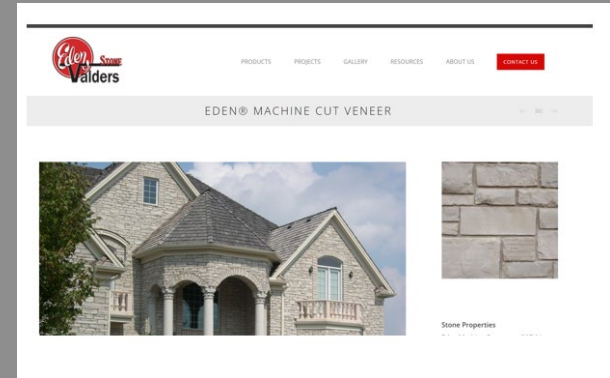 Eden Stone
Valders
PRODUCTS PROJECTS GALLERY RESOURCES ABOUT US CONTACT US
EDEN® MACHINE CUT VENEER
Stone Properties